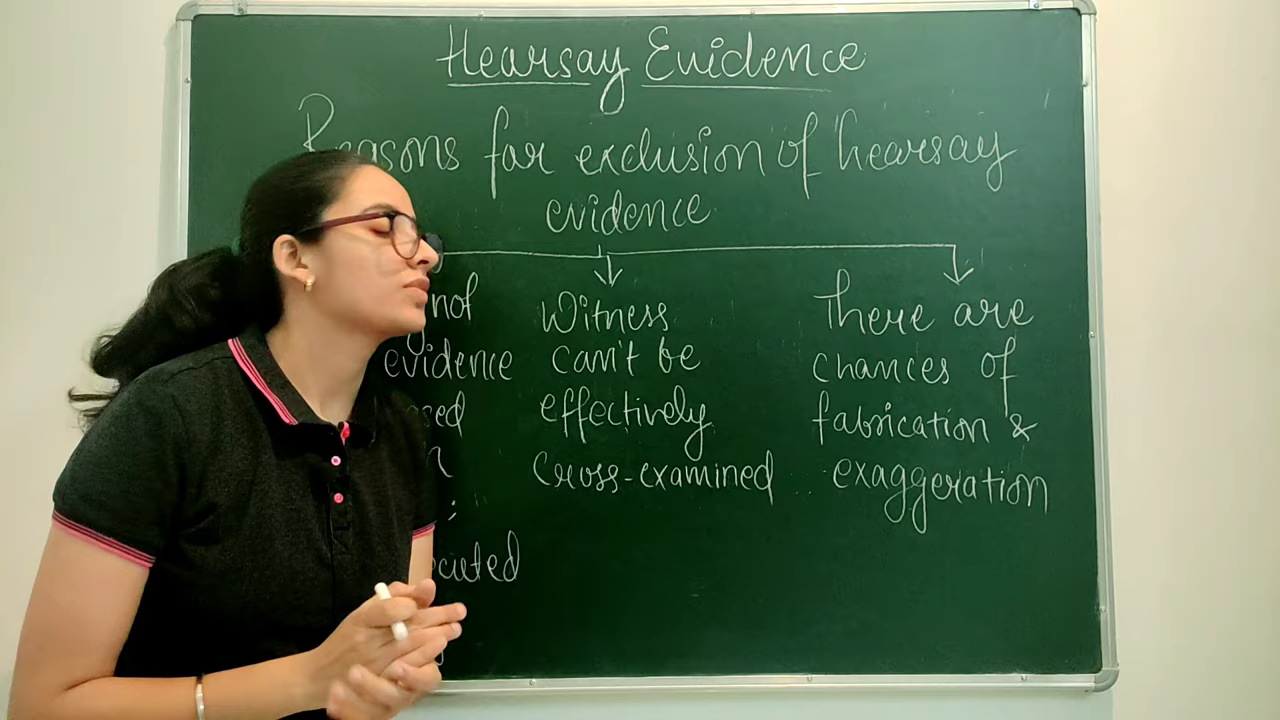 Hearsay Evidence
Reasons for exclusion of hearsay
evidence
not
evidence
Witness
can't be
effectively
cross-examined
There are
chances of
fabrication &
exaggeration